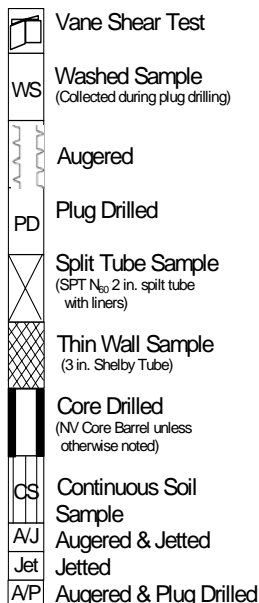 Vane Shear Test
WS Washed Sample
(Collected during plug drilling)
Augered
PD Plug Drilled
Split Tube Sample
(SPT N60 2 in. spilt tube
with liners)
Thin Wall Sample
(3 in. Shelby Tube)
Core Drilled
(NV Core Barrel unless
otherwise noted)
CS Continuous Soil
Sample
A/J Augered & Jetted
Jet Jetted
A/P Augered & Plug Drilled